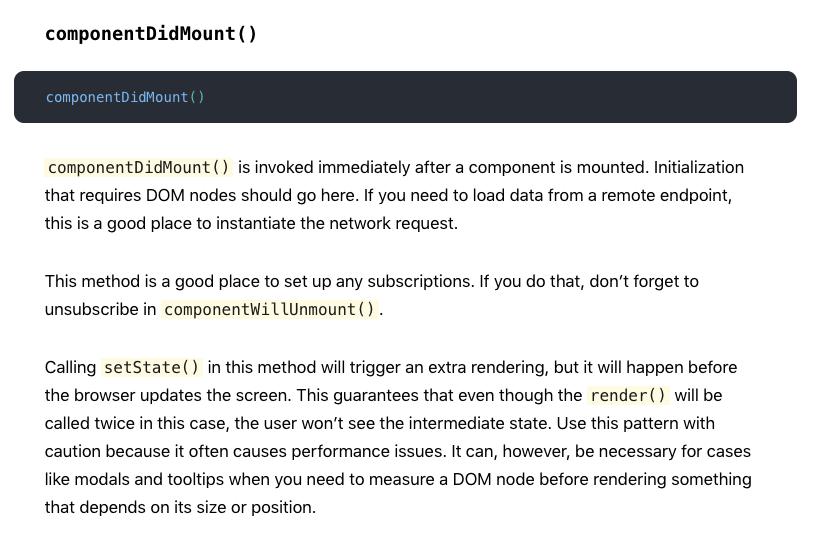 componentDidMount()
componentDidMount()
componentDidMount() is invoked immediately after a component is mounted. Initialization
that requires DOM nodes should go here. If you need to load data from a remote endpoint,
this is a good place to instantiate the network request.
This method is a good place to set up any subscriptions. If you do that, don’t forget to
unsubscribe in componentWillUnmount().
Calling setState() in this method will trigger an extra rendering, but it will happen before
the browser updates the screen. This guarantees that even though the render() will be
called twice in this case, the user won’t see the intermediate state. Use this pattern with
caution because it often causes performance issues. It can, however, be necessary for cases
like modals and tooltips when you need to measure a DOM node before rendering something
that depends on its size or position.